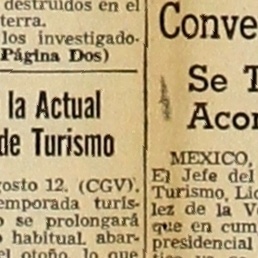 destruidos en el
terra.
los investigado-
Página Dos)
la Actual
de Turismo
gosto 12. (CGV).
emporada turís-
o se prolongará
habitual, abar-
el otoño, lo que
Conve
Se T
Acor
MEXICO,
El Jefe del
Turismo, Lic
lez de la Ve
que en cum
presidencial